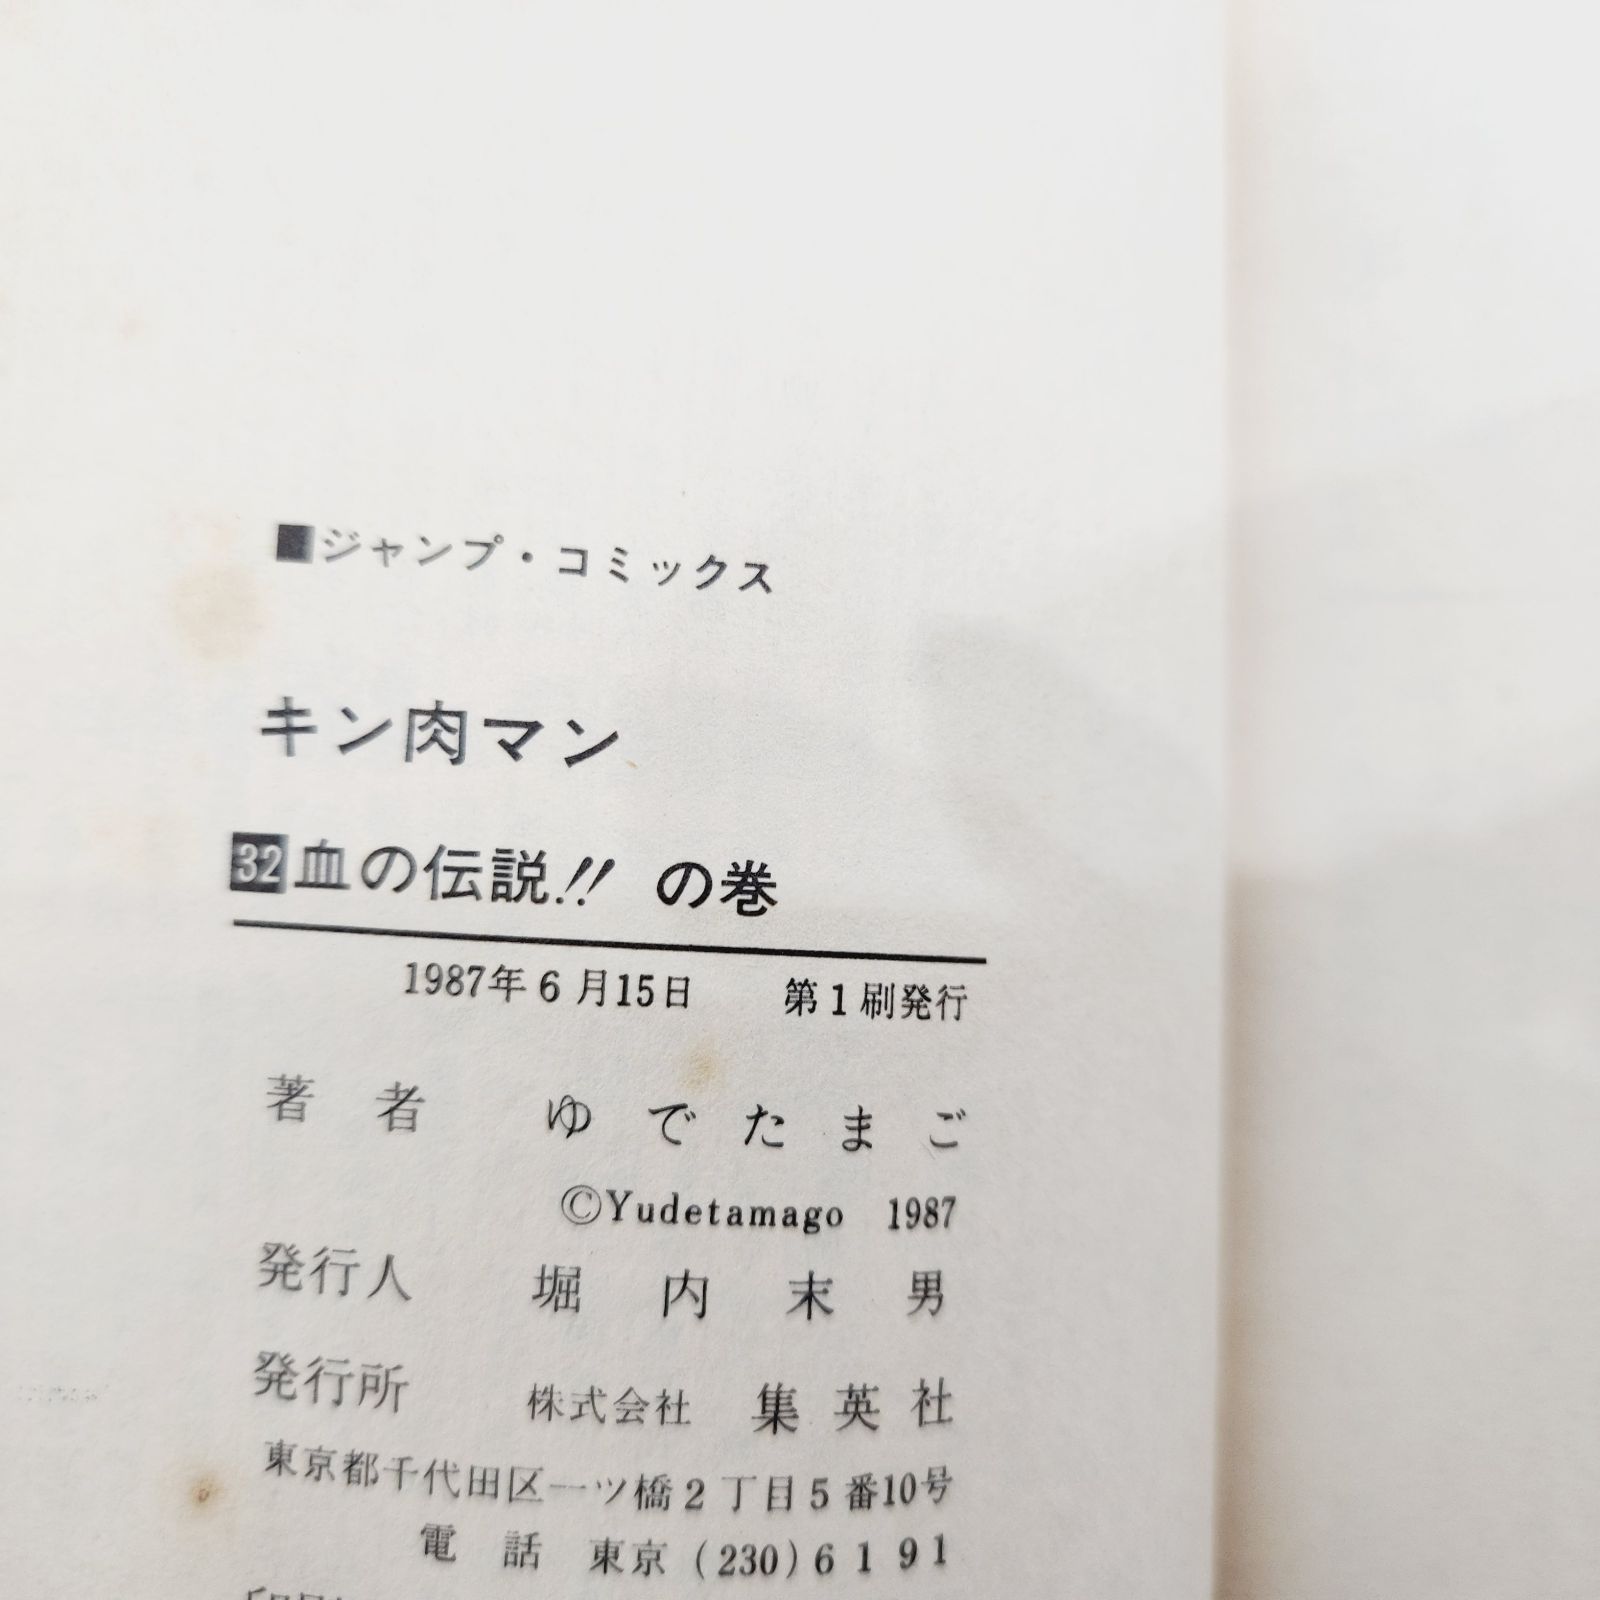 ■ジャンプ・コミックス
キン肉マン
32血の伝説!! の巻
1987年6月15日 第1刷発行
著者 ゆでたまご
©Yudetamago 1987
発行人 堀内末男
発行所 株式会社 集英社
東京都千代田区一ツ橋2丁目5番10号
電話 東京(230)6191